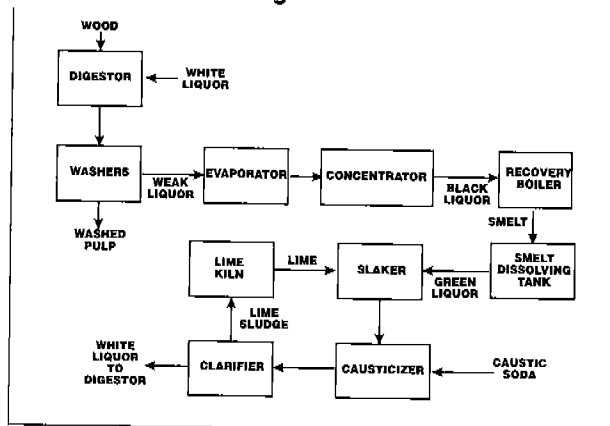 WOOD
DIGESTOR
WHITE
LIQUOR
WASHERS
WEAK
LIQUOR
EVAPORATOR
CONCENTRATOR
BLACK
LIQUOR
RECOVERY
BOILER
WASHED
PULP
SMELT
LIME
KILN
LIME
SLAKER
GREEN
LIQUOR
SMELT
DISSOLVING
TANK
LIME
SLUDGE
WHITE
LIQUOR
TO
DIGESTOR
CLARIFIER
CAUSTICIZER
CAUSTIC
SODA